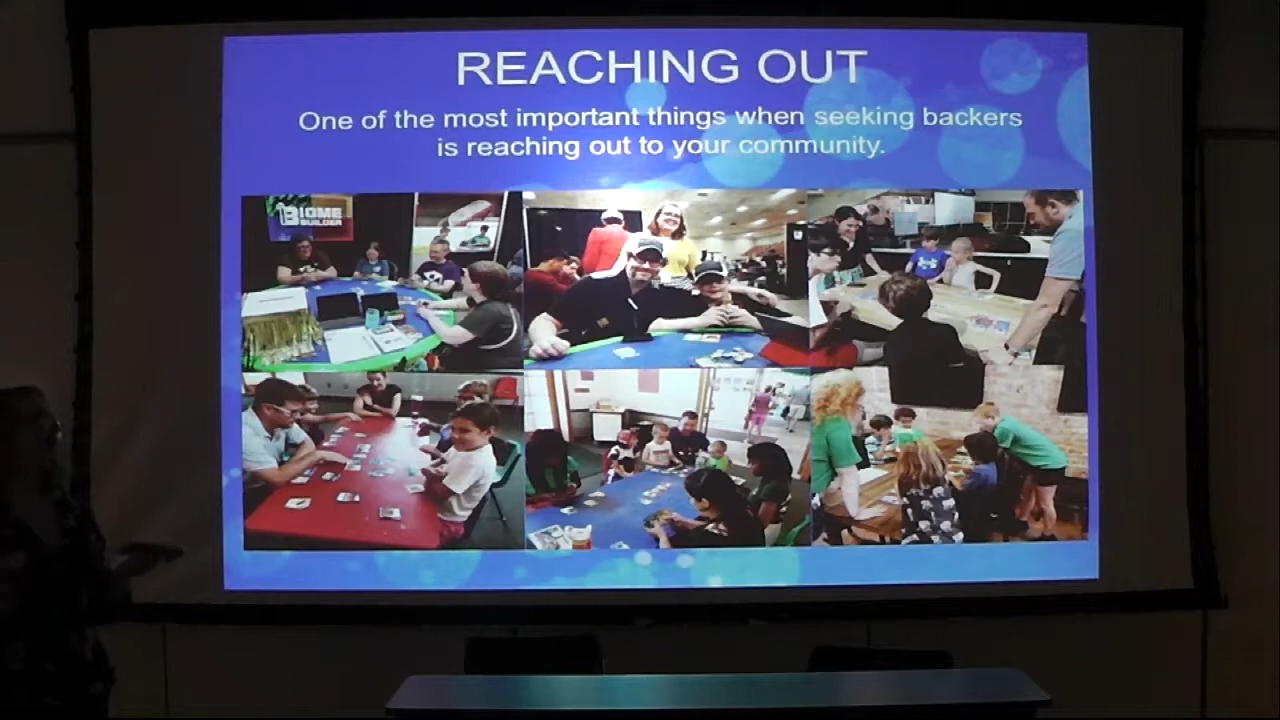 REACHING OUT
One of the most important things when seeking backers
is reaching out to your community.
BIOME
BUILDER